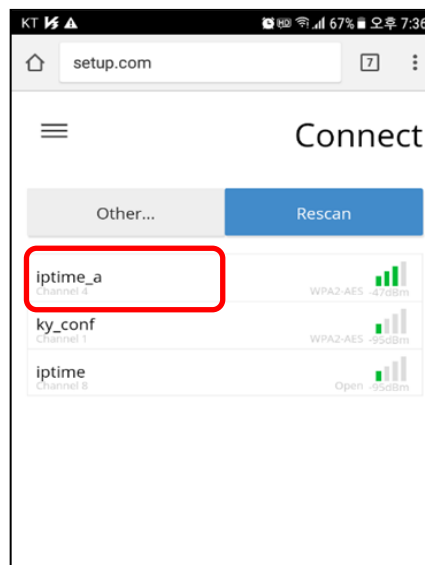 KT 67% 오후 7:36
setup.com 7
Connect
Other... Rescan
iptime_a
Channel 4 WPA2-AES -47dBm
ky_conf
Channel 1 WPA2-AES -95dBm
iptime
Channel 8 Open -95dBm